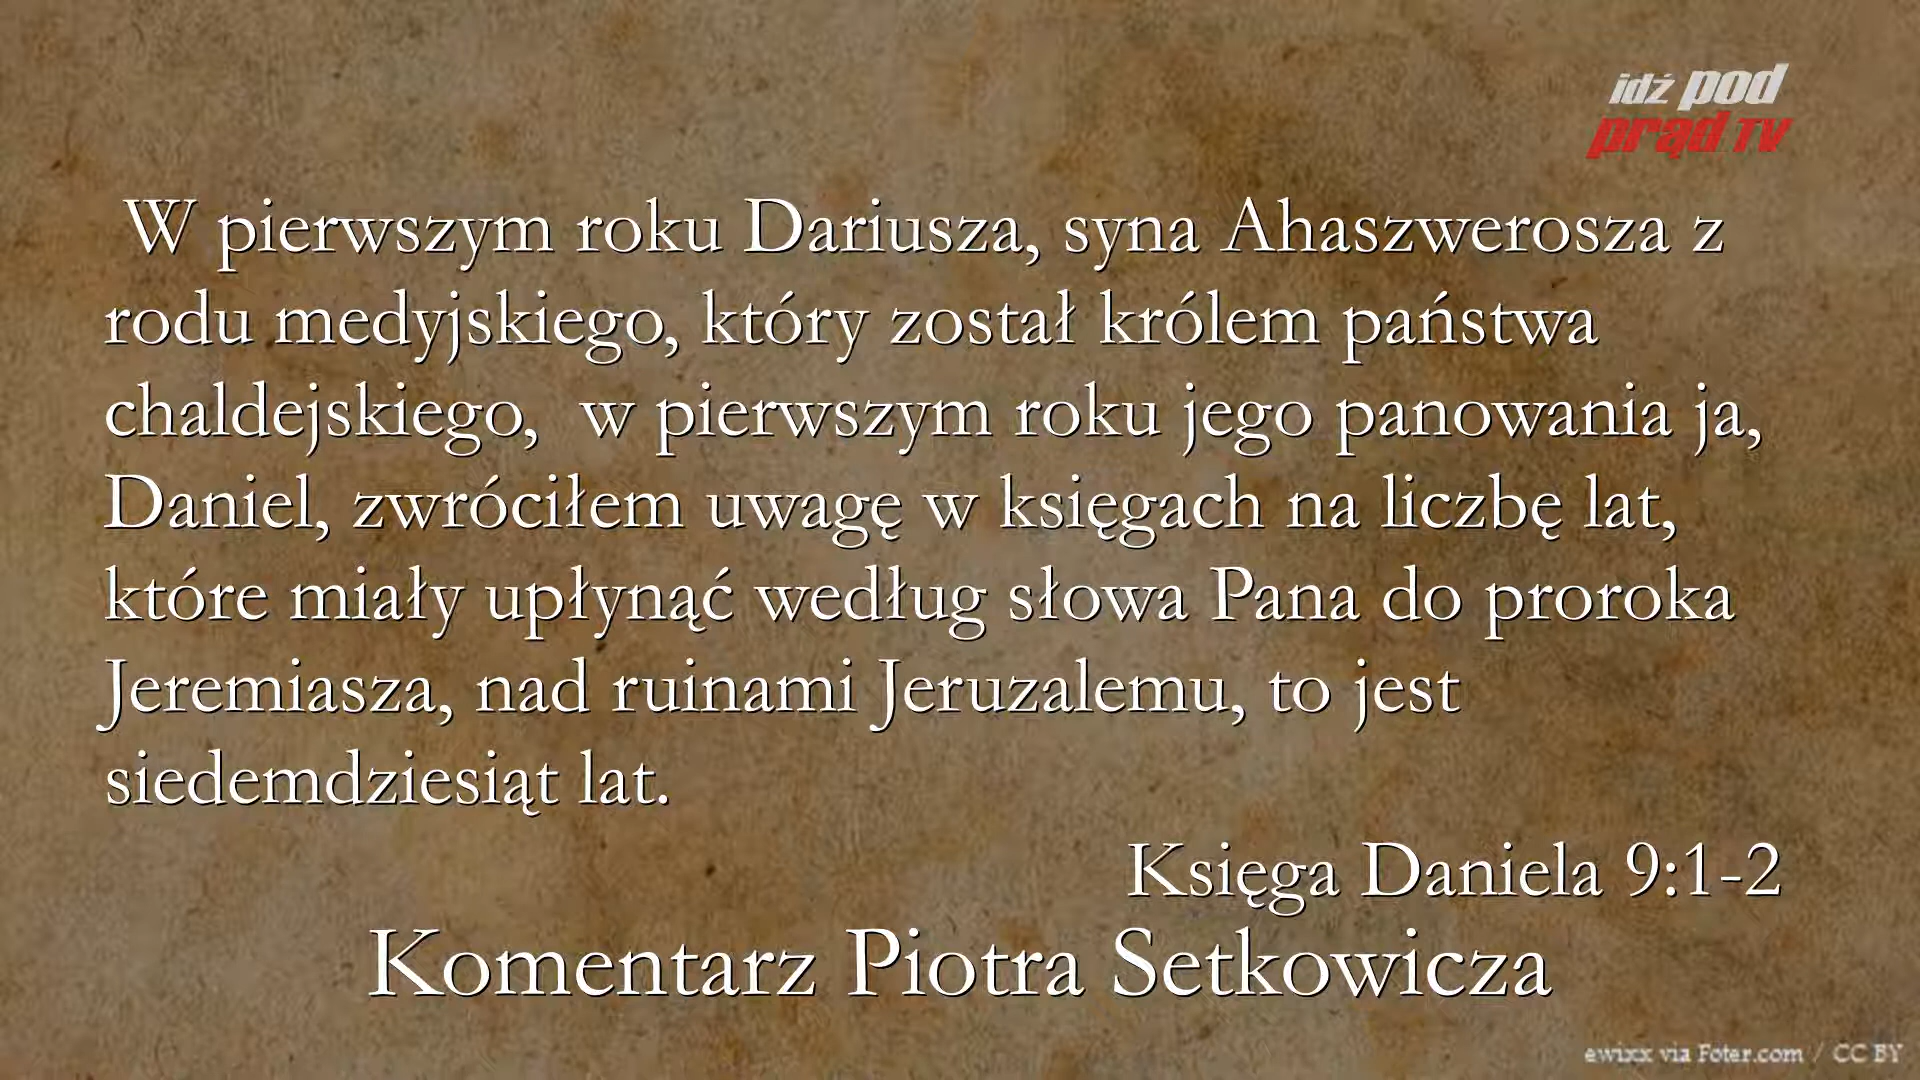 idź pod
prąd TV
W pierwszym roku Dariusza, syna Ahaszwerosza z
rodu medyjskiego, który został królem państwa
chaldejskiego, w pierwszym roku jego panowania ja,
Daniel, zwróciłem uwagę w księgach na liczbę lat,
które miały upłynąć według słowa Pana do proroka
Jeremiasza, nad ruinami Jeruzalemu, to jest
siedemdziesiąt lat.
Księga Daniela 9:1-2
Komentarz Piotra Setkowicza
ewixx via Foter.com / CC BY